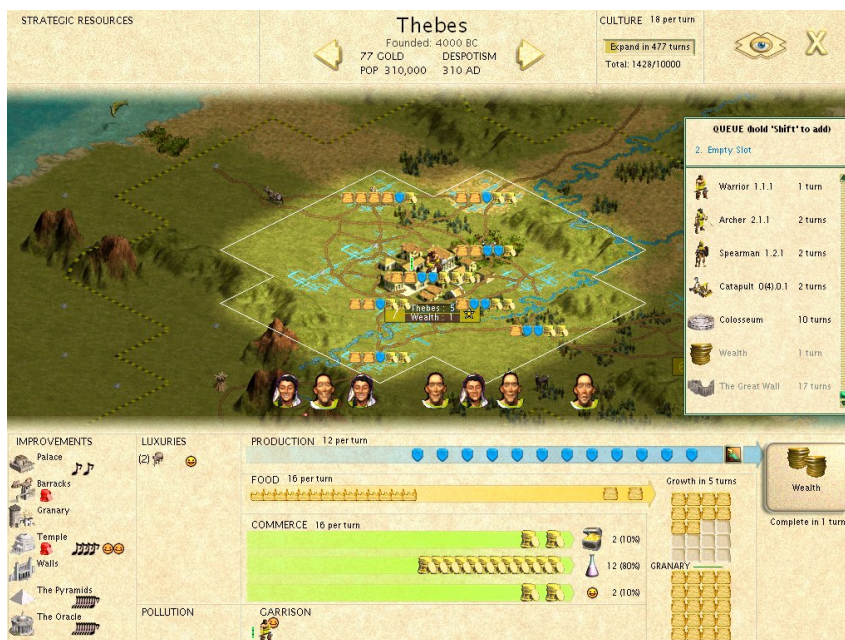 STRATEGIC RESOURCES
Thebes
Founded: 4000 BC
77 GOLD DESPOTISM
POP 310,000 310 AD
CULTURE 18 per turn
Expand in 477 turns
Total: 1428/10000
X
QUEUE (hold 'Shift' to add)
2. Empty Slot
Warrior 1.1.1 1 turn
Archer 2.1.1 2 turns
Spearman 1.2.1 2 turns
Catapult 0(4).0.1 2 turns
Colosseum 10 turns
Wealth 1 turn
The Great Wall 17 turns
7 Thebes : 5
Wealth : 1
IMPROVEMENTS
Palace
Barracks
Granary
Temple
Walls
The Pyramids
The Oracle
LUXURIES
(2)
POLLUTION
PRODUCTION 12 per turn
FOOD 16 per turn
COMMERCE 16 per turn
2 (10%)
12 (80%)
2 (10%)
GARRISON
Growth in 5 turns
GRANARY
Wealth
Complete in 1 turn